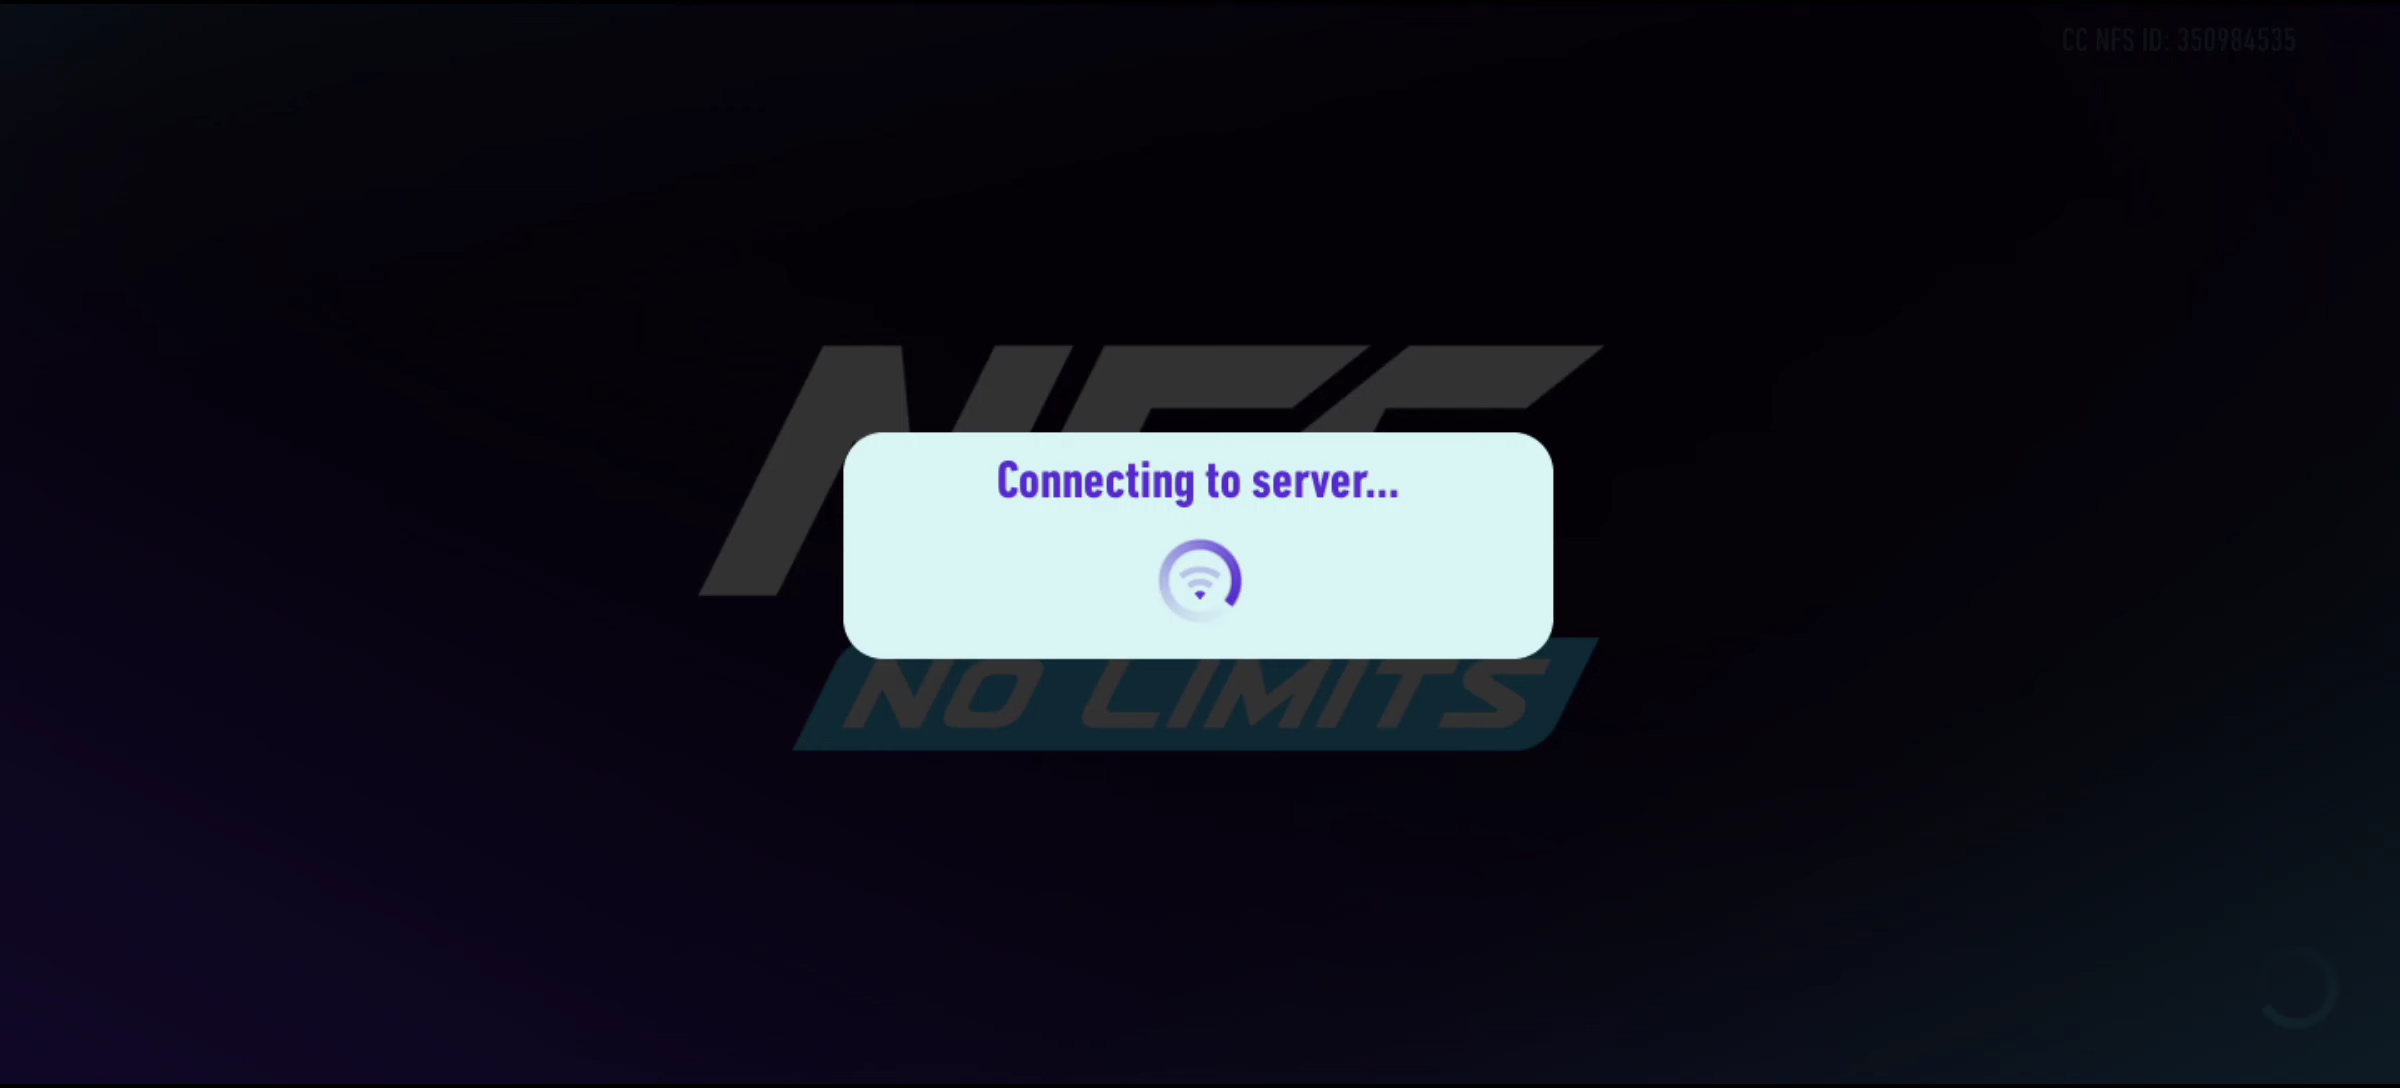 CC NFS ID: 350984535
NFS
Connecting to server...
NO LIMITS